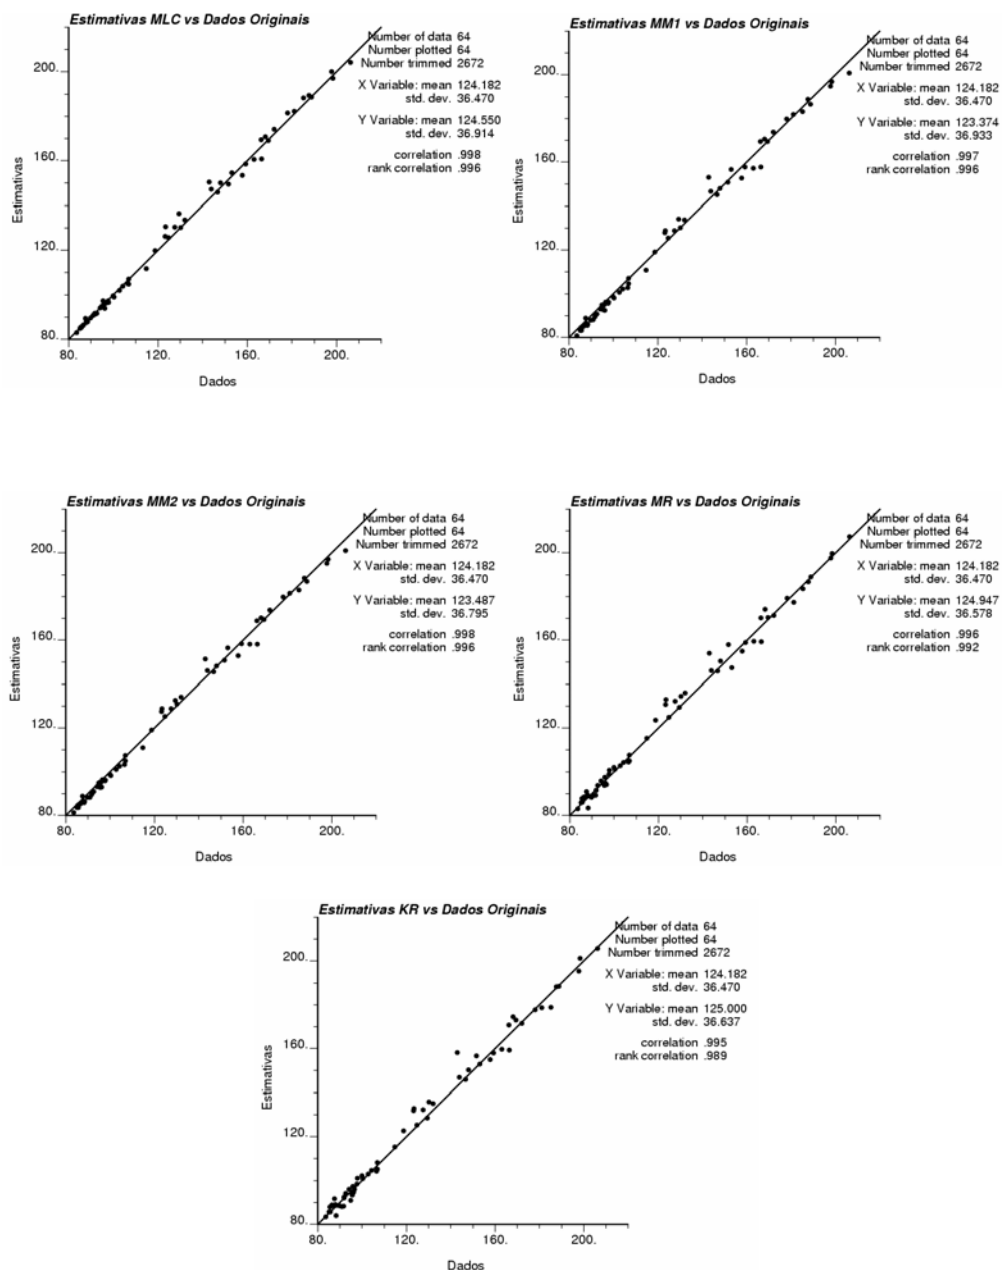 Estimativas MLC vs Dados Originais
Number of data 64
Number plotted 64
Number trimmed 2672
X Variable: mean 124.182
std. dev. 36.470
Y Variable: mean 124.550
std. dev. 36.914
correlation .998
rank correlation .996
Estimativas
200.
160.
120.
80.
80. 120. 160. 200.
Dados
Estimativas MM1 vs Dados Originais
Number of data 64
Number plotted 64
Number trimmed 2672
X Variable: mean 124.182
std. dev. 36.470
Y Variable: mean 123.374
std. dev. 36.933
correlation .997
rank correlation .996
Estimativas
200.
160.
120.
80.
80. 120. 160. 200.
Dados
Estimativas MM2 vs Dados Originais
Number of data 64
Number plotted 64
Number trimmed 2672
X Variable: mean 124.182
std. dev. 36.470
Y Variable: mean 123.487
std. dev. 36.795
correlation .998
rank correlation .996
Estimativas
200.
160.
120.
80.
80. 120. 160. 200.
Dados
Estimativas MR vs Dados Originais
Number of data 64
Number plotted 64
Number trimmed 2672
X Variable: mean 124.182
std. dev. 36.470
Y Variable: mean 124.947
std. dev. 36.578
correlation .996
rank correlation .992
Estimativas
200.
160.
120.
80.
80. 120. 160. 200.
Dados
Estimativas KR vs Dados Originais
Number of data 64
Number plotted 64
Number trimmed 2672
X Variable: mean 124.182
std. dev. 36.470
Y Variable: mean 125.000
std. dev. 36.637
correlation .995
rank correlation .989
Estimativas
200.
160.
120.
80.
80. 120. 160. 200.
Dados